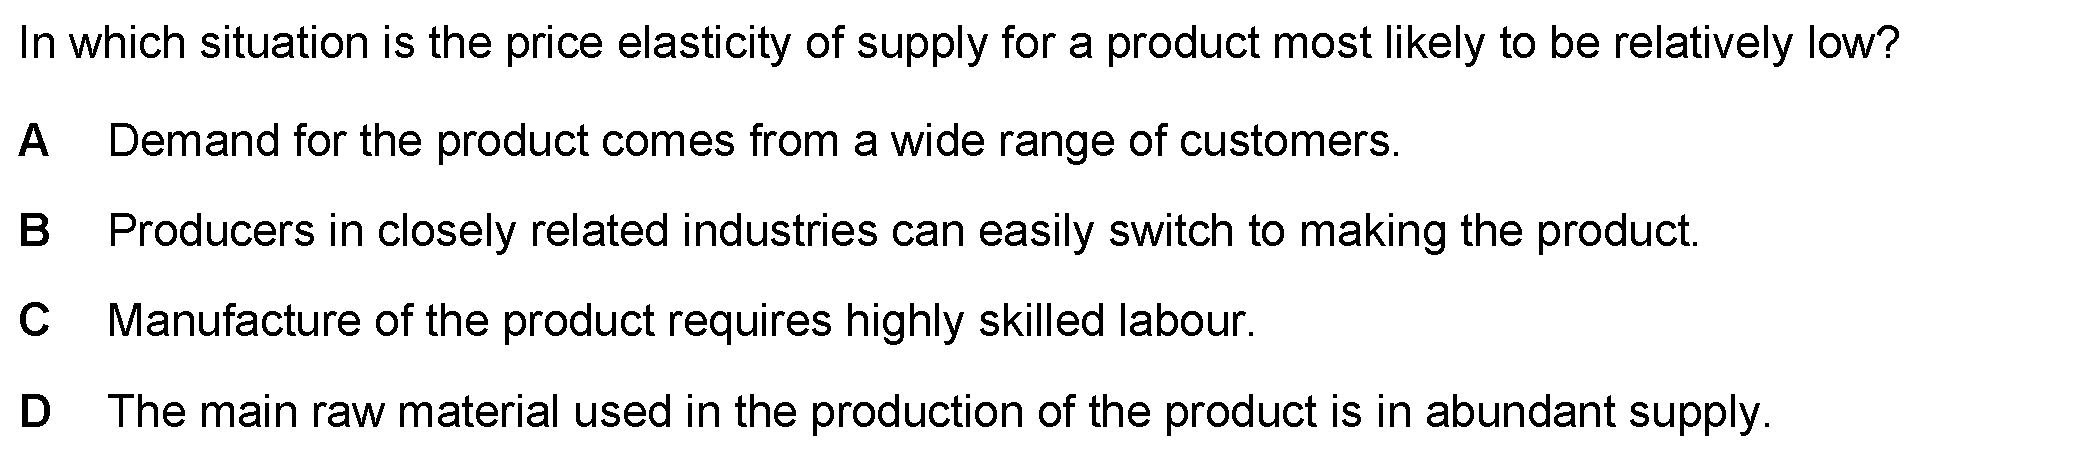 In which situation is the price elasticity of supply for a product most likely to be relatively low?
A Demand for the product comes from a wide range of customers.
B Producers in closely related industries can easily switch to making the product.
C Manufacture of the product requires highly skilled labour.
D The main raw material used in the production of the product is in abundant supply.